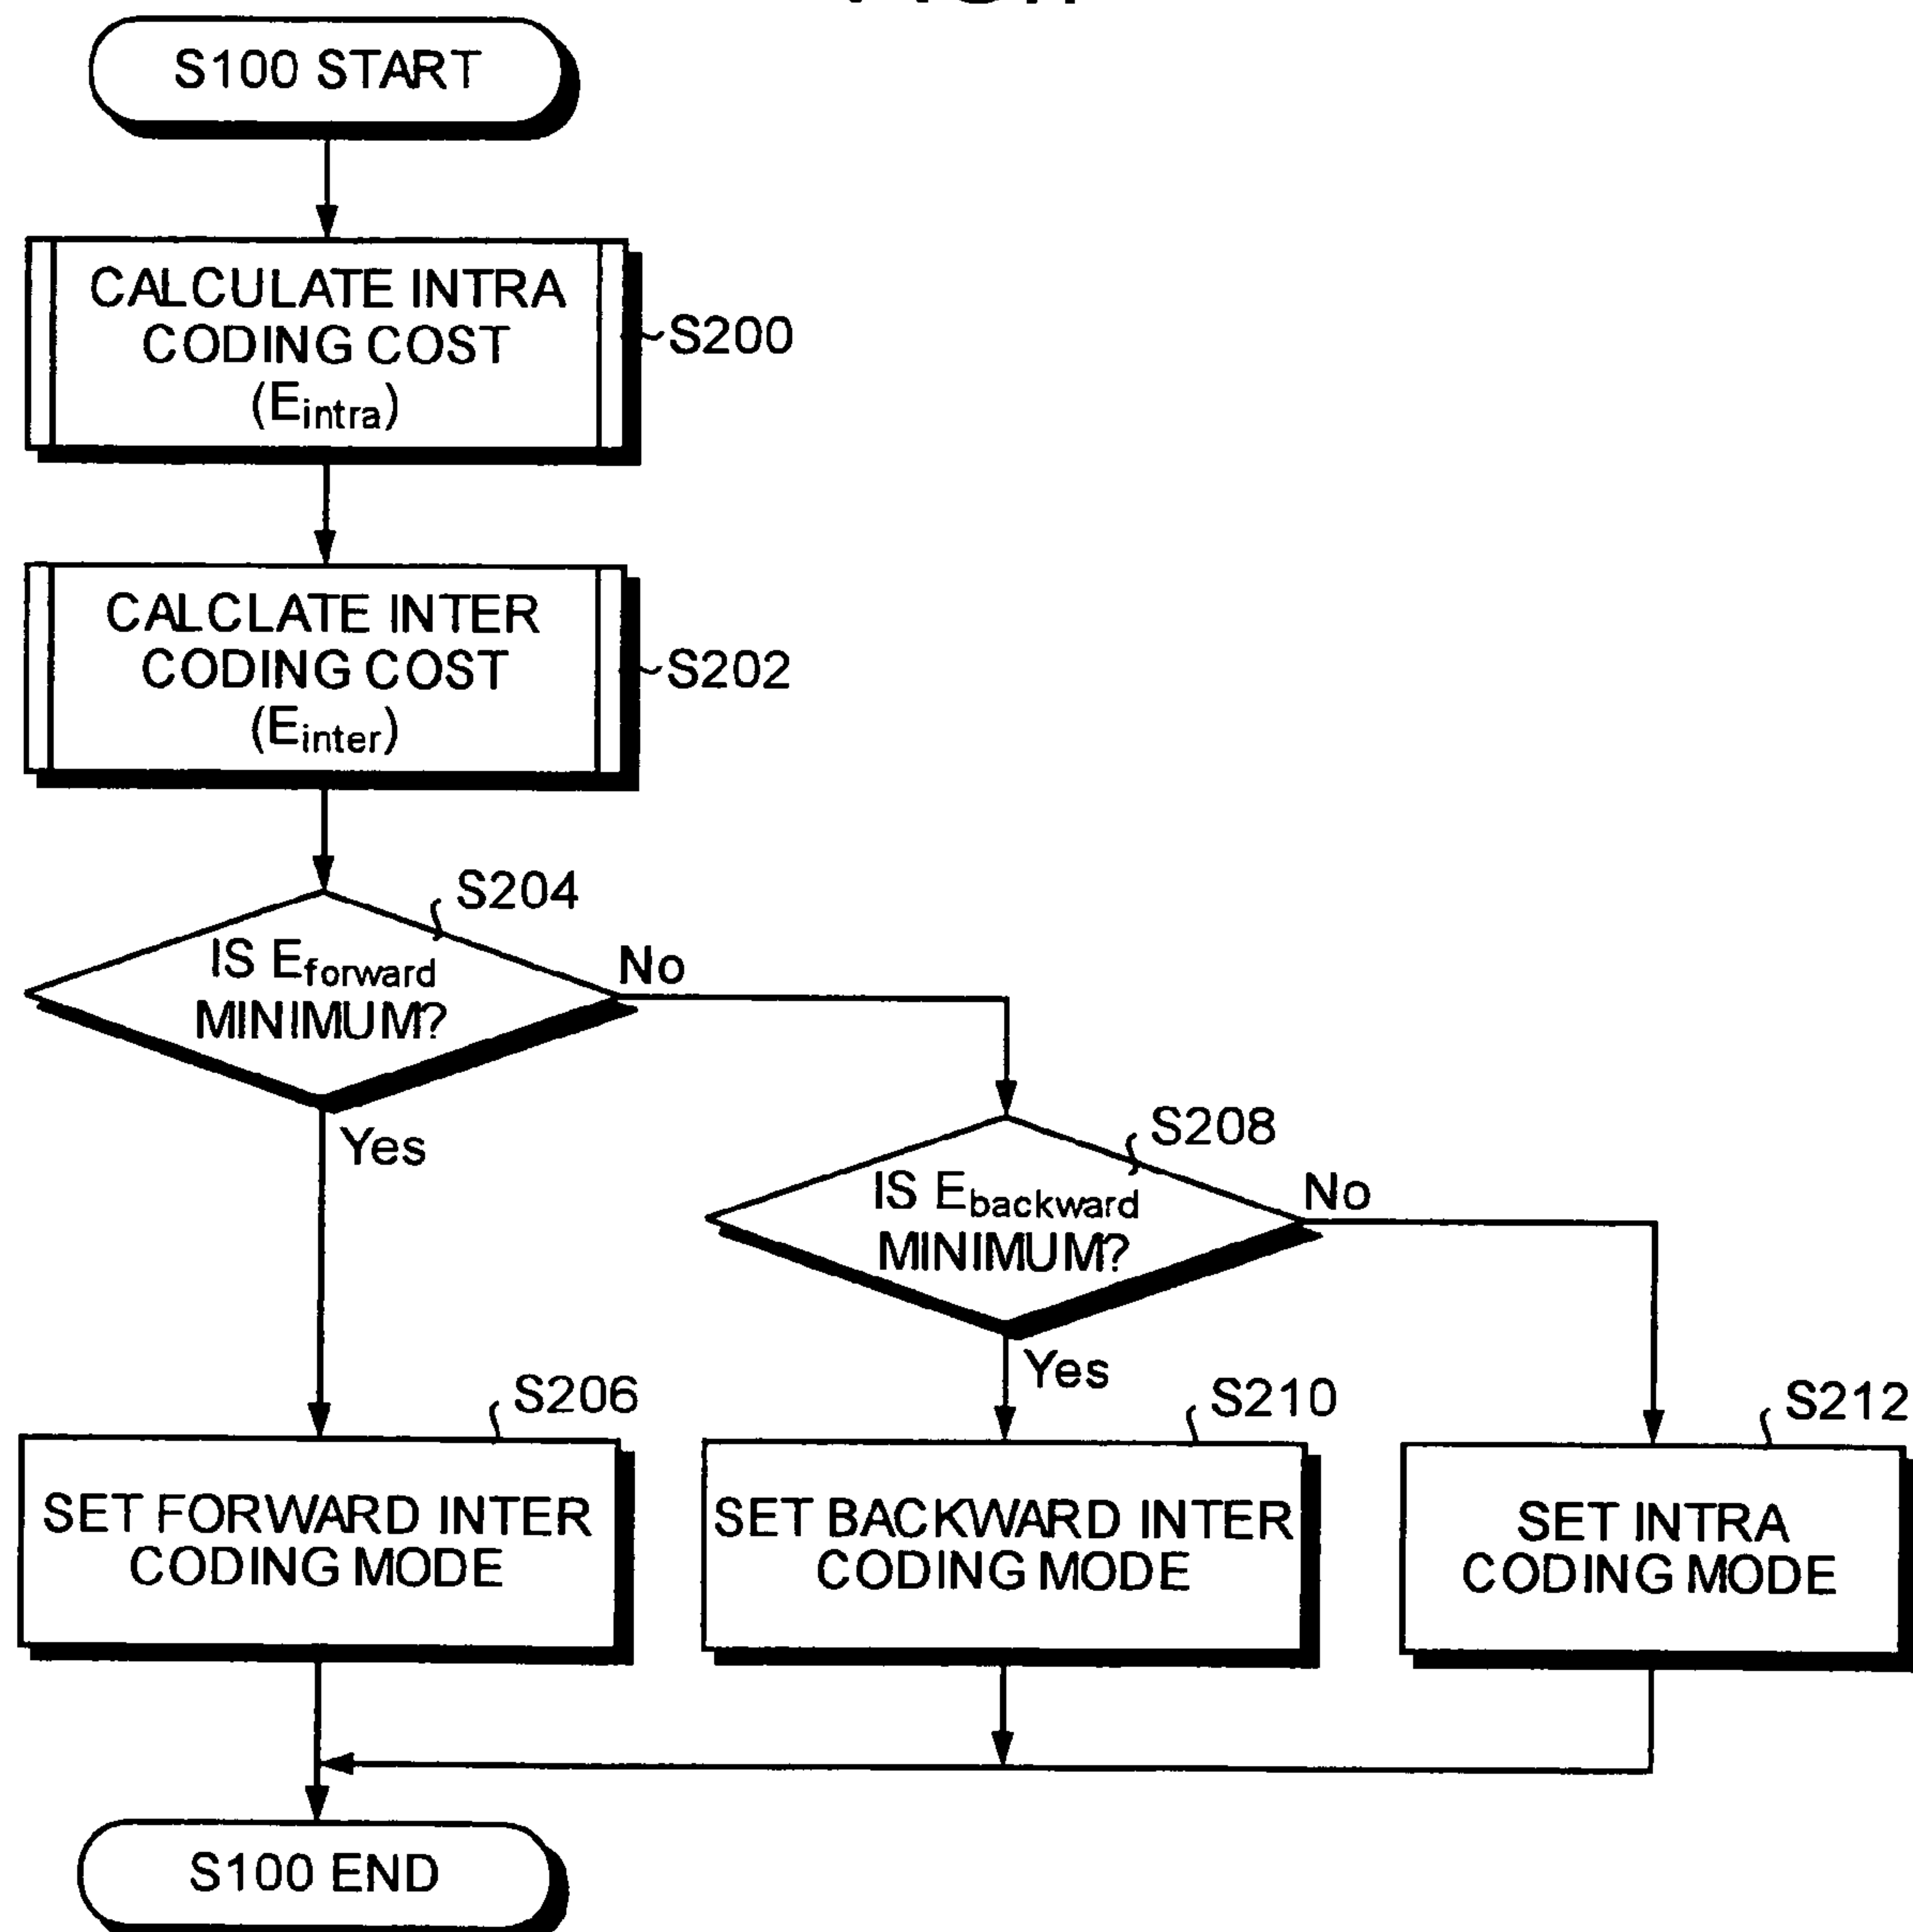 S100 START
CALCULATE INTRA
CODING COST
(Eintra)
S200
CALCLATE INTER
CODING COST
(Einter)
S202
S204
IS Eforward
MINIMUM?
No
Yes
S208
IS Ebackward
MINIMUM?
No
Yes
S206
SET FORWARD INTER
CODING MODE
S210
SET BACKWARD INTER
CODING MODE
S212
SET INTRA
CODING MODE
S100 END